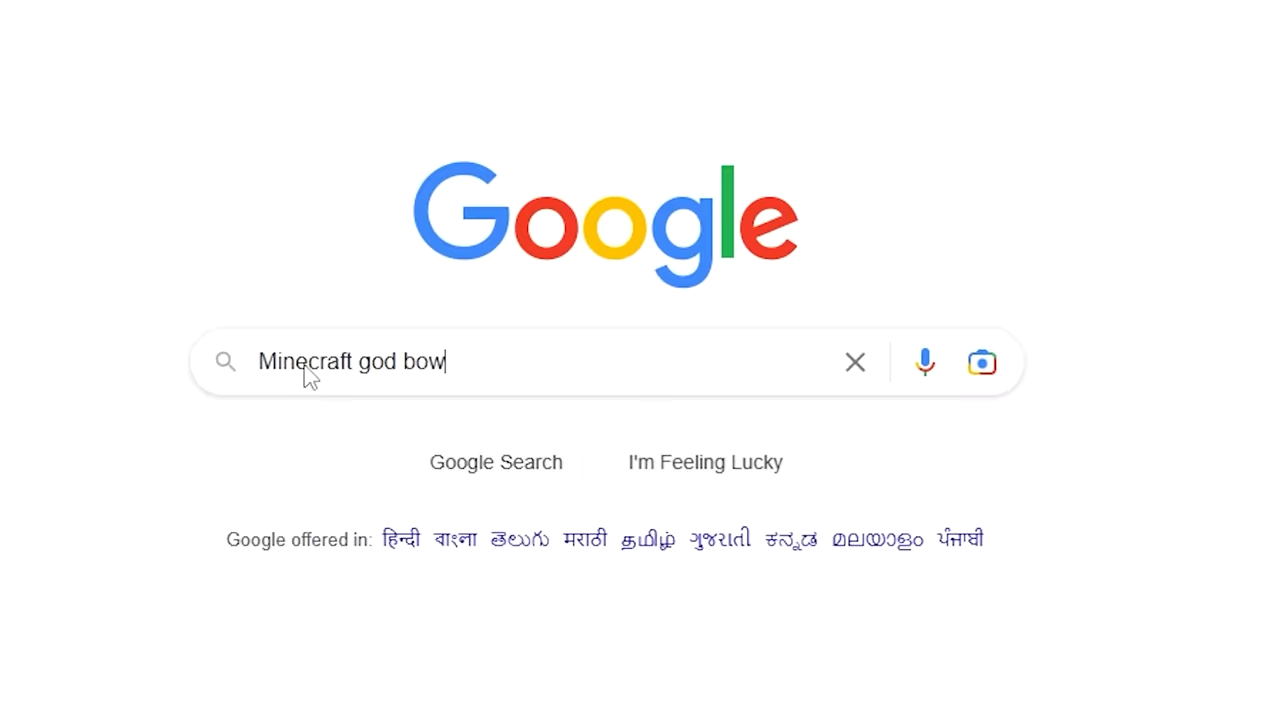 Google
Minecraft god bow
Google Search I'm Feeling Lucky
Google offered in: हिन्दी বাংলা తెలుగు मराठी தமிழ் ગુજરાતી ಕನ್ನಡ മലയാളം ਪੰਜਾਬੀ